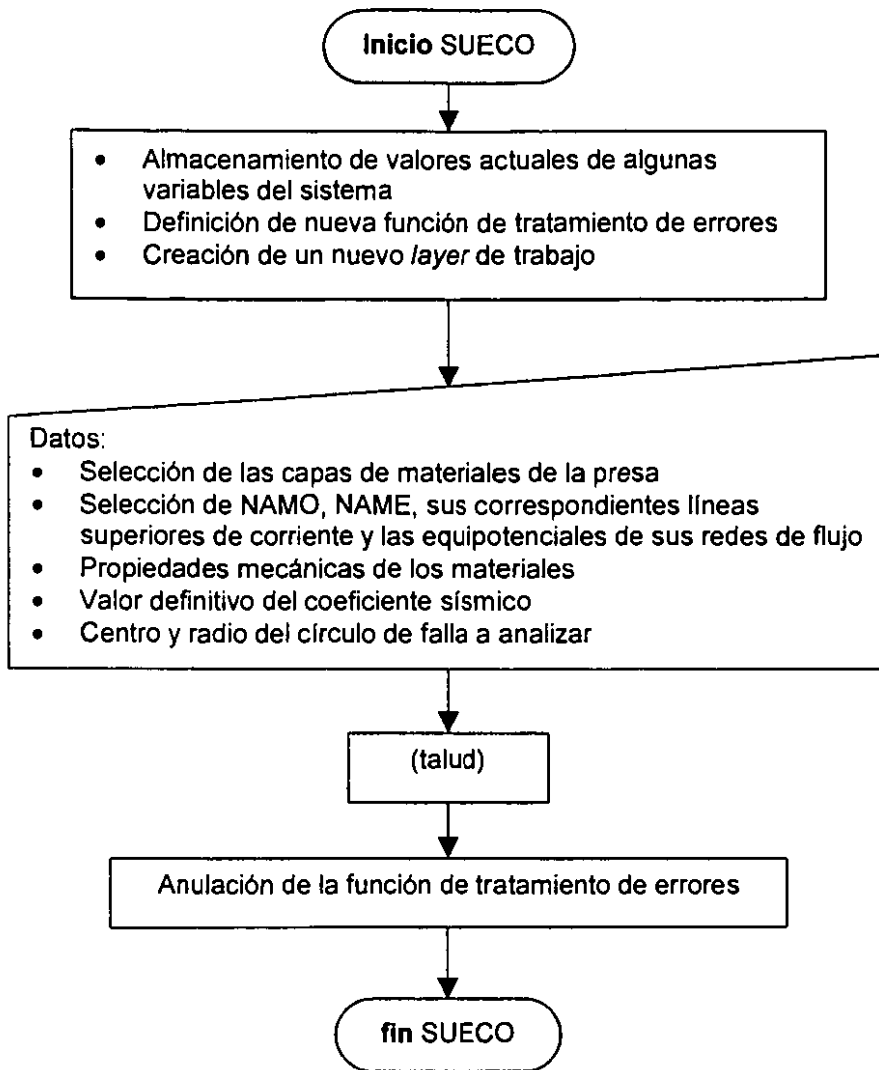 Inicio SUECO
• Almacenamiento de valores actuales de algunas
variables del sistema
• Definición de nueva función de tratamiento de errores
• Creación de un nuevo layer de trabajo
Datos:
• Selección de las capas de materiales de la presa
• Selección de NAMO, NAME, sus correspondientes líneas
superiores de corriente y las equipotenciales de sus redes de flujo
• Propiedades mecánicas de los materiales
• Valor definitivo del coeficiente sísmico
• Centro y radio del círculo de falla a analizar
(talud)
Anulación de la función de tratamiento de errores
fin SUECO